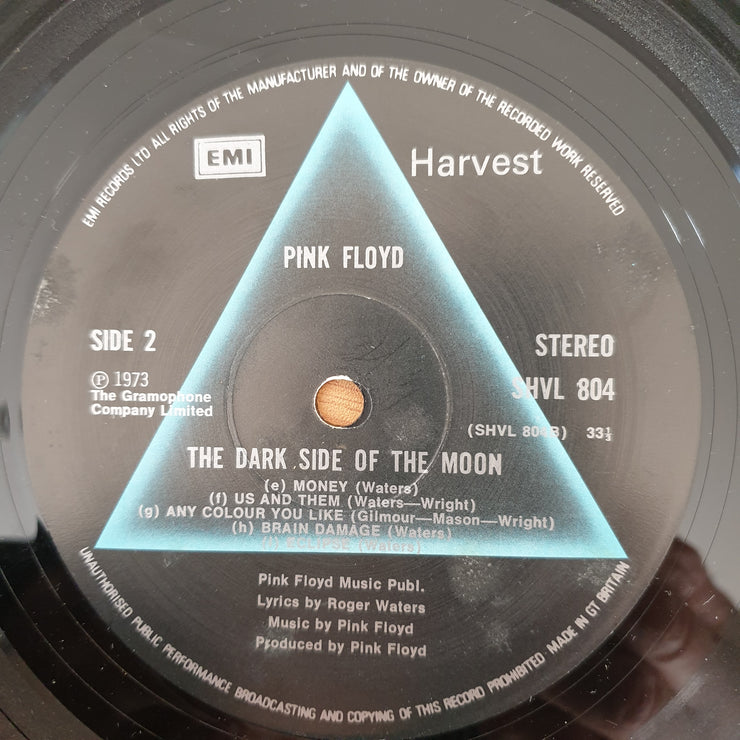 EMI RECORDS LTD ALL RIGHTS OF THE MANUFACTURER AND OF THE OWNER OF THE RECORDED WORK RESERVED
EMI
Harvest
PINK FLOYD
SIDE 2
STEREO
Ⓟ 1973
SHVL 804
The Gramophone
Company Limited
(SHVL 804B) 33⅓
THE DARK SIDE OF THE MOON
(e) MONEY (Waters)
(f) US AND THEM (Waters—Wright)
(g) ANY COLOUR YOU LIKE (Gilmour—Mason—Wright)
(h) BRAIN DAMAGE (Waters)
ECLIPSE (Waters)
Pink Floyd Music Publ.
Lyrics by Roger Waters
Music by Pink Floyd
Produced by Pink Floyd
UNAUTHORISED PUBLIC PERFORMANCE BROADCASTING AND COPYING OF THIS RECORD PROHIBITED MADE IN GT BRITAIN